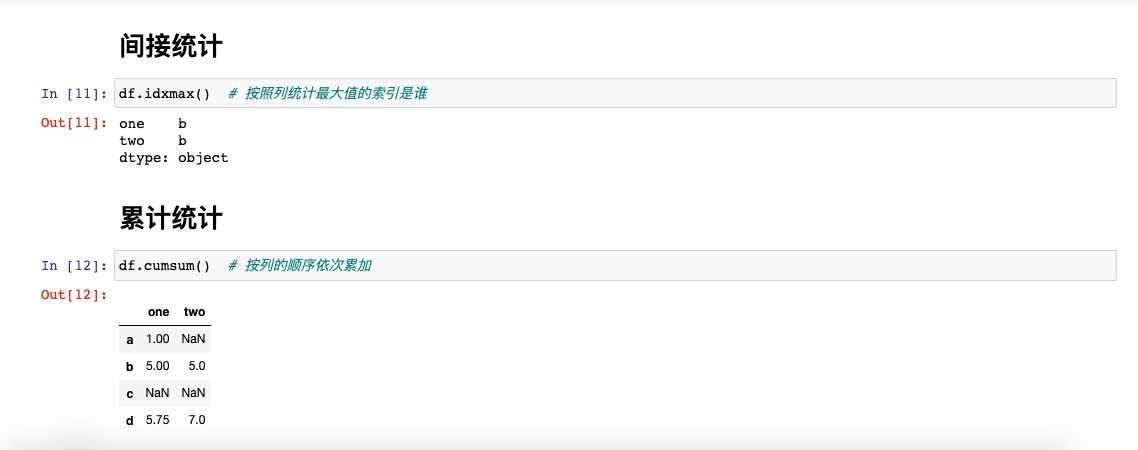 间接统计
In [11]: df.idxmax()  # 按照列统计最大值的索引是谁
Out[11]: one    b
two    b
dtype: object
累计统计
In [12]: df.cumsum()  # 按列的顺序依次累加
Out[12]:
one two
a 1.00 NaN
b 5.00 5.0
c NaN NaN
d 5.75 7.0